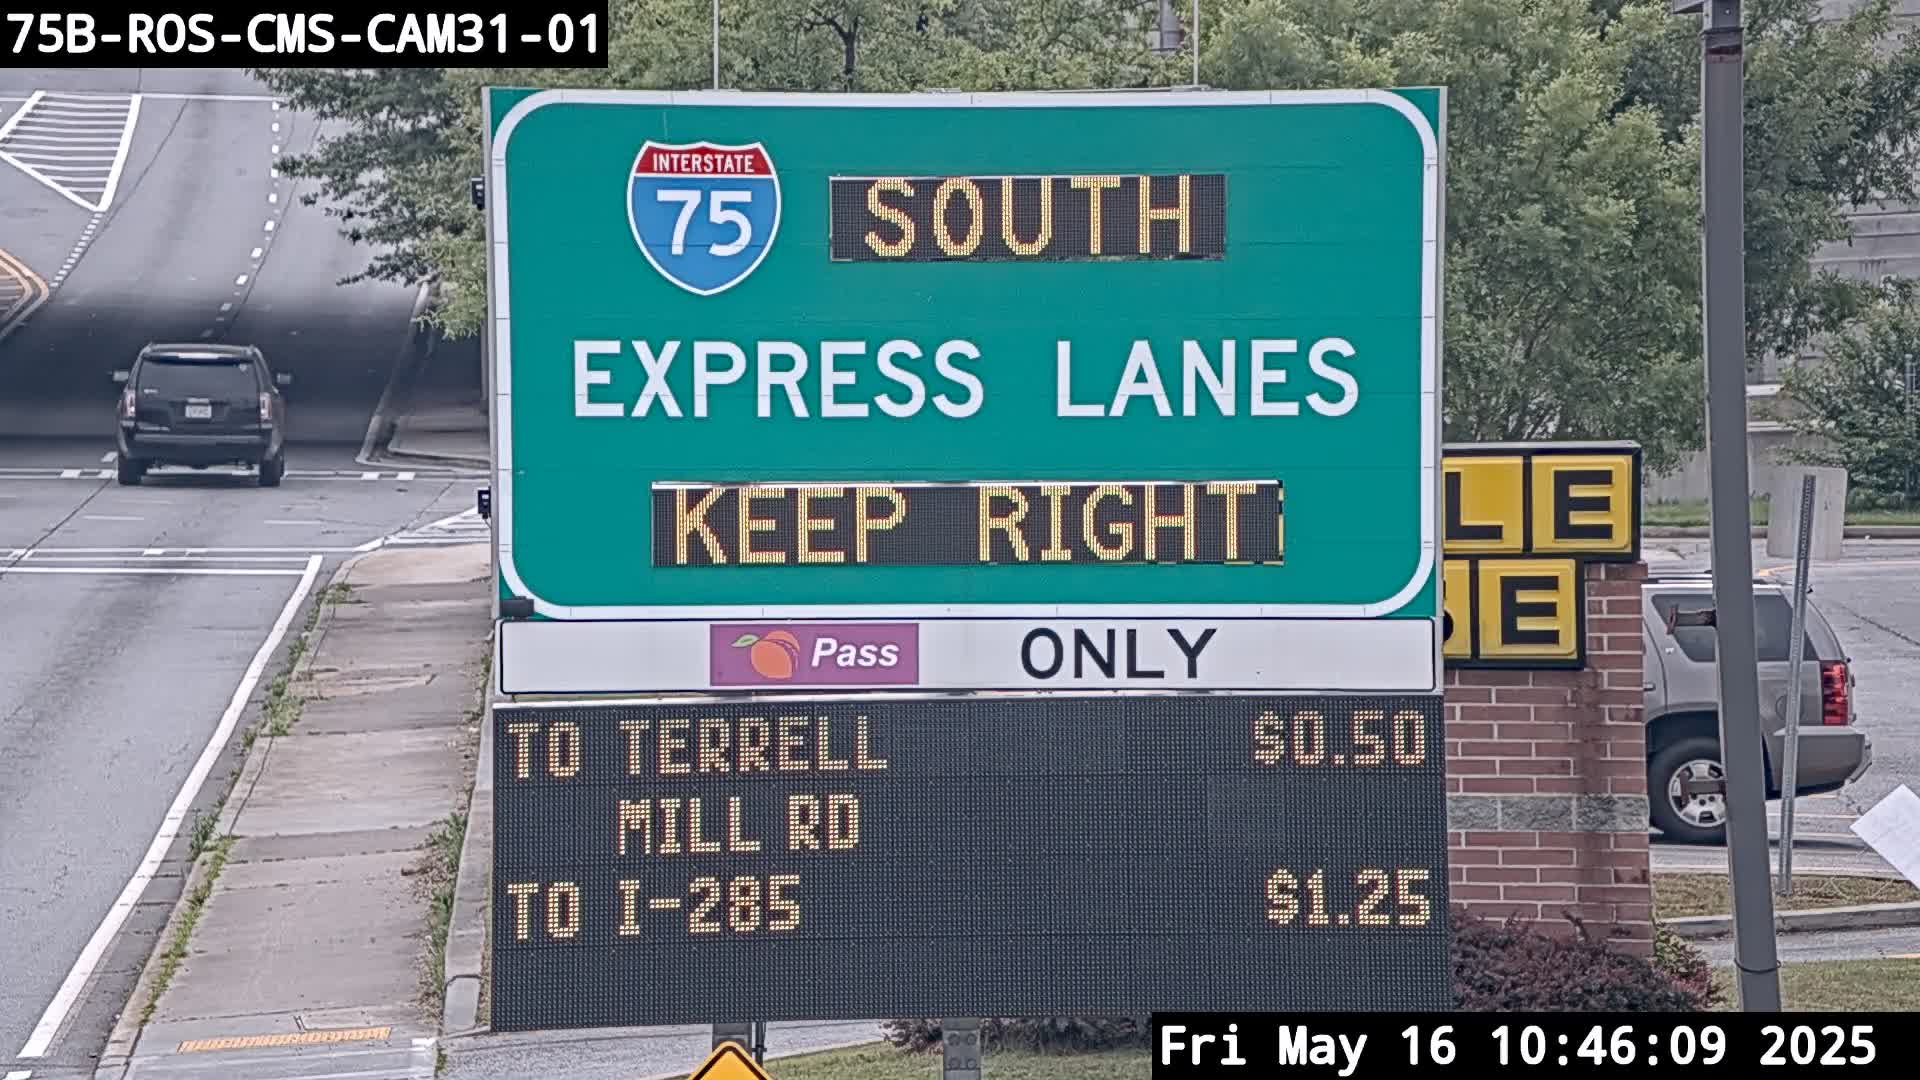 75B-ROS-CMS-CAM31-01
INTERSTATE
75
SOUTH
EXPRESS LANES
KEEP RIGHT
Pass ONLY
TO TERRELL $0.50
MILL RD
TO I-285 $1.25
LE
E
Fri May 16 10:46:09 2025